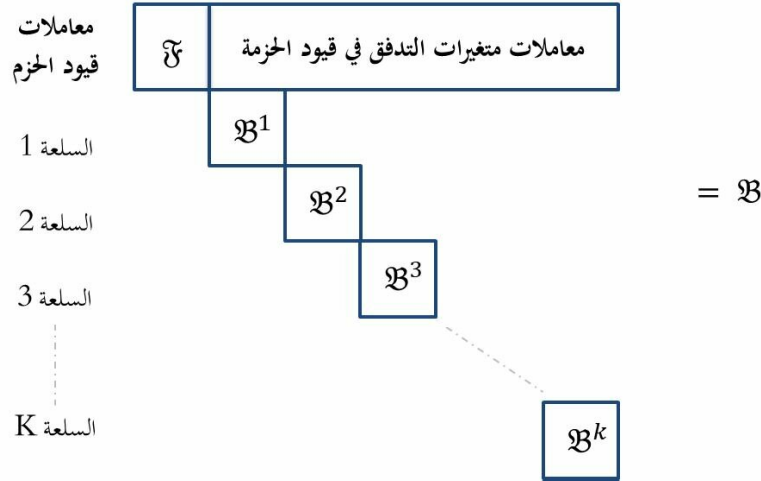 معاملات
قيود الحزم
𝔉
معاملات متغيرات التدفق في قيود الحزمة
السلعة 1
𝔅¹
السلعة 2
𝔅²
= 𝔅
السلعة 3
𝔅³
السلعة K
𝔅ᵏ